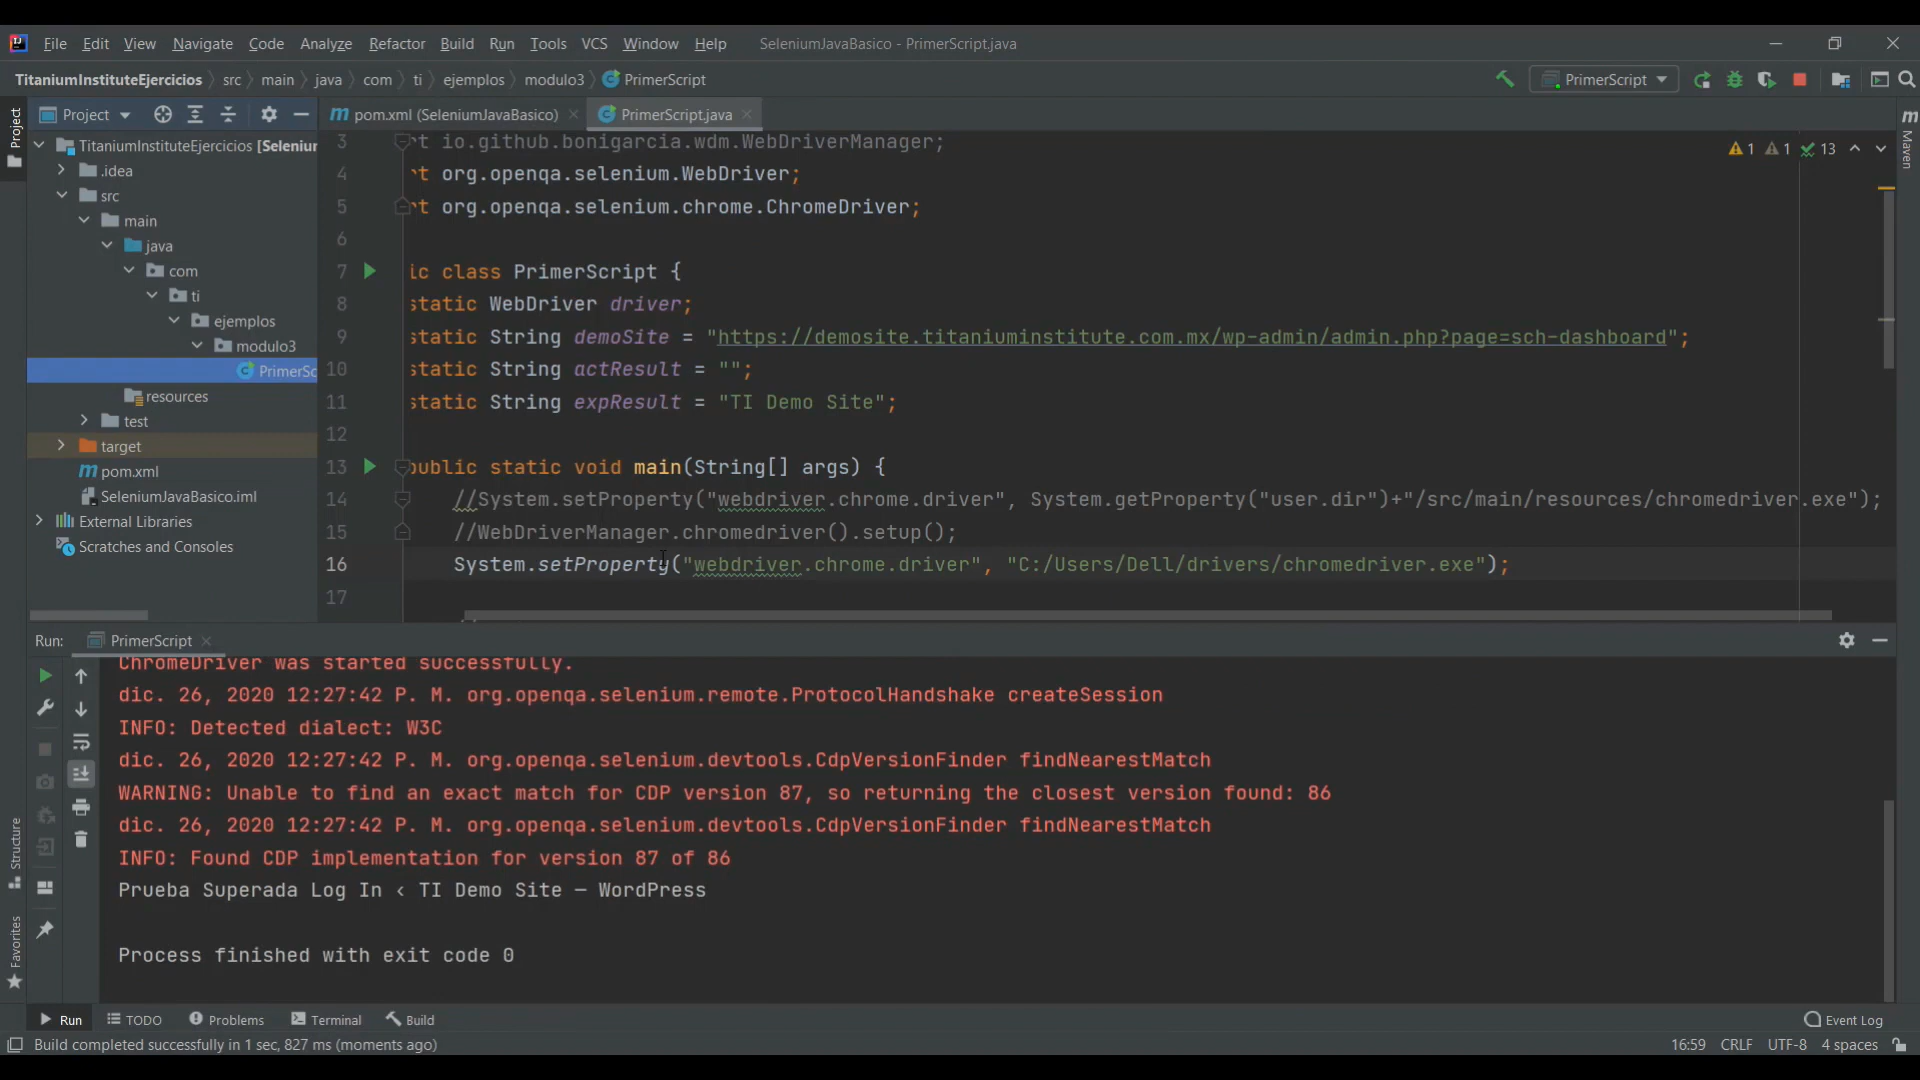 File Edit View Navigate Code Analyze Refactor Build Run Tools VCS Window Help SeleniumJavaBasico - PrimerScript.java
TitaniumInstituteEjercicios src main java com ti ejemplos modulo3 PrimerScript PrimerScript
Project
Project
TitaniumInstituteEjercicios [Seleniur
.idea
src
main
java
com
ti
ejemplos
modulo3
PrimerSc
resources
test
target
pom.xml
SeleniumJavaBasico.iml
External Libraries
Scratches and Consoles
pom.xml (SeleniumJavaBasico) PrimerScript.java
Maven
1 1 13
3 rt io.github.bonigarcia.wdm.WebDriverManager;
4 rt org.openqa.selenium.WebDriver;
5 rt org.openqa.selenium.chrome.ChromeDriver;
6
7 ic class PrimerScript {
8 static WebDriver driver;
9 static String demoSite = "https://demosite.titaniuminstitute.com.mx/wp-admin/admin.php?page=sch-dashboard";
10 static String actResult = "";
11 static String expResult = "TI Demo Site";
12
13 public static void main(String[] args) {
14 //System.setProperty("webdriver.chrome.driver", System.getProperty("user.dir")+"/src/main/resources/chromedriver.exe");
15 //WebDriverManager.chromedriver().setup();
16 System.setProperty("webdriver.chrome.driver", "C:/Users/Dell/drivers/chromedriver.exe");
17
Run: PrimerScript
ChromeDriver was started successfully.
dic. 26, 2020 12:27:42 P. M. org.openqa.selenium.remote.ProtocolHandshake createSession
INFO: Detected dialect: W3C
dic. 26, 2020 12:27:42 P. M. org.openqa.selenium.devtools.CdpVersionFinder findNearestMatch
WARNING: Unable to find an exact match for CDP version 87, so returning the closest version found: 86
dic. 26, 2020 12:27:42 P. M. org.openqa.selenium.devtools.CdpVersionFinder findNearestMatch
INFO: Found CDP implementation for version 87 of 86
Prueba Superada Log In ‹ TI Demo Site — WordPress
Process finished with exit code 0
Structure
Favorites
Run TODO Problems Terminal Build Event Log
Build completed successfully in 1 sec, 827 ms (moments ago) 16:59 CRLF UTF-8 4 spaces